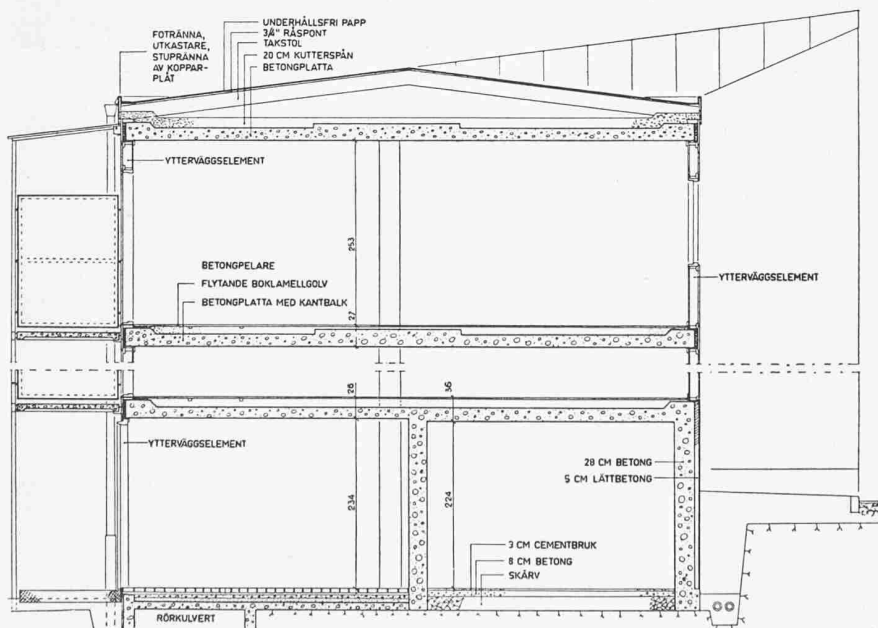 UNDERHÅLLSFRI PAPP
3/4" RÅSPONT
TAKSTOL
20 CM KUTTERSPÅN
BETONGPLATTA
FOTRÄNNA,
UTKASTARE,
STUPRÄNNA
AV KOPPAR-
PLÅT
YTTERVÄGGSELEMENT
253
BETONGPELARE
FLYTANDE BOKLAMELLGOLV
BETONGPLATTA MED KANTBALK
YTTERVÄGGSELEMENT
27
28
36
YTTERVÄGGSELEMENT
28 CM BETONG
5 CM LÄTTBETONG
234
224
3 CM CEMENTBRUK
8 CM BETONG
SKÄRV
RÖRKULVERT